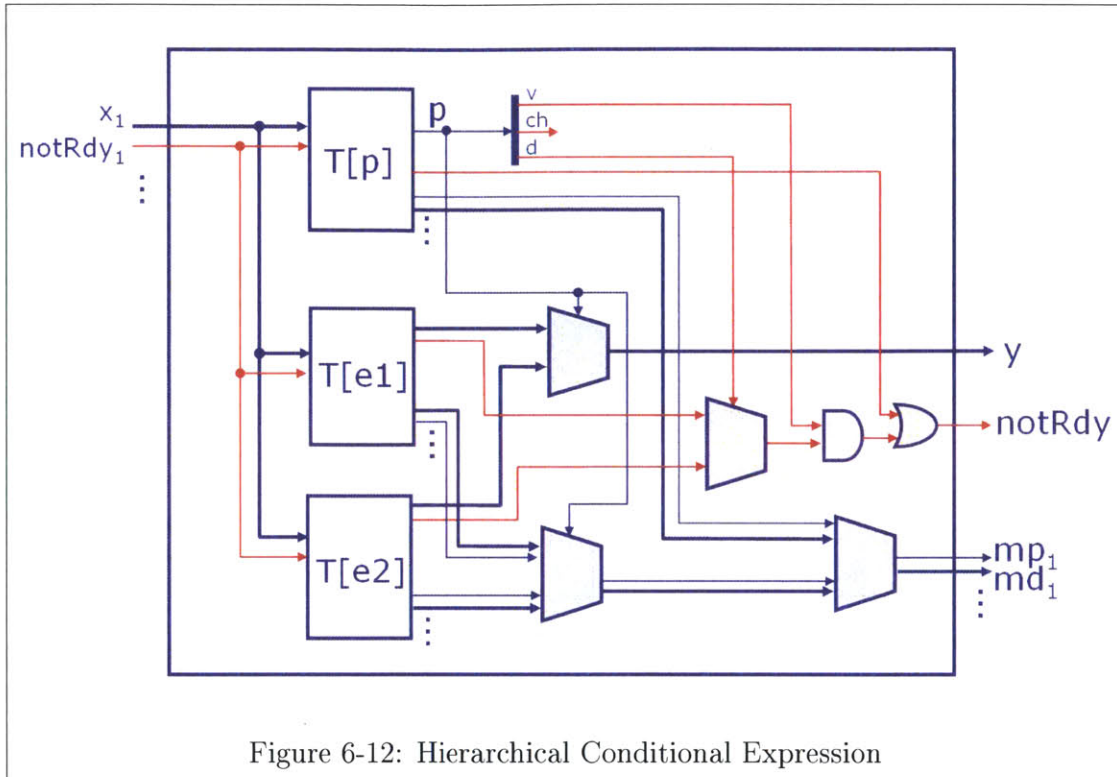 p
v
x₁
ch
notRdy₁
d
T[p]
T[e1]
y
notRdy
T[e2]
mp₁
md₁
Figure 6-12: Hierarchical Conditional Expression